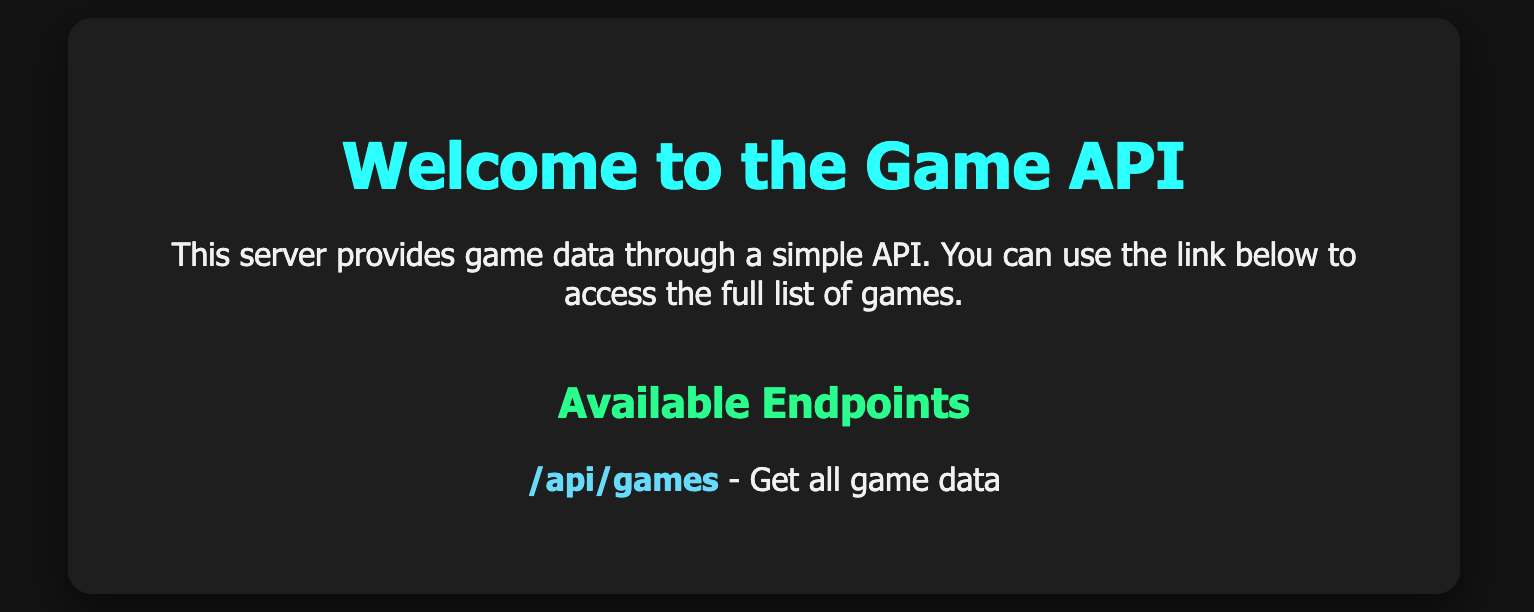 Welcome to the Game API
This server provides game data through a simple API. You can use the link below to
access the full list of games.
Available Endpoints
/api/games - Get all game data